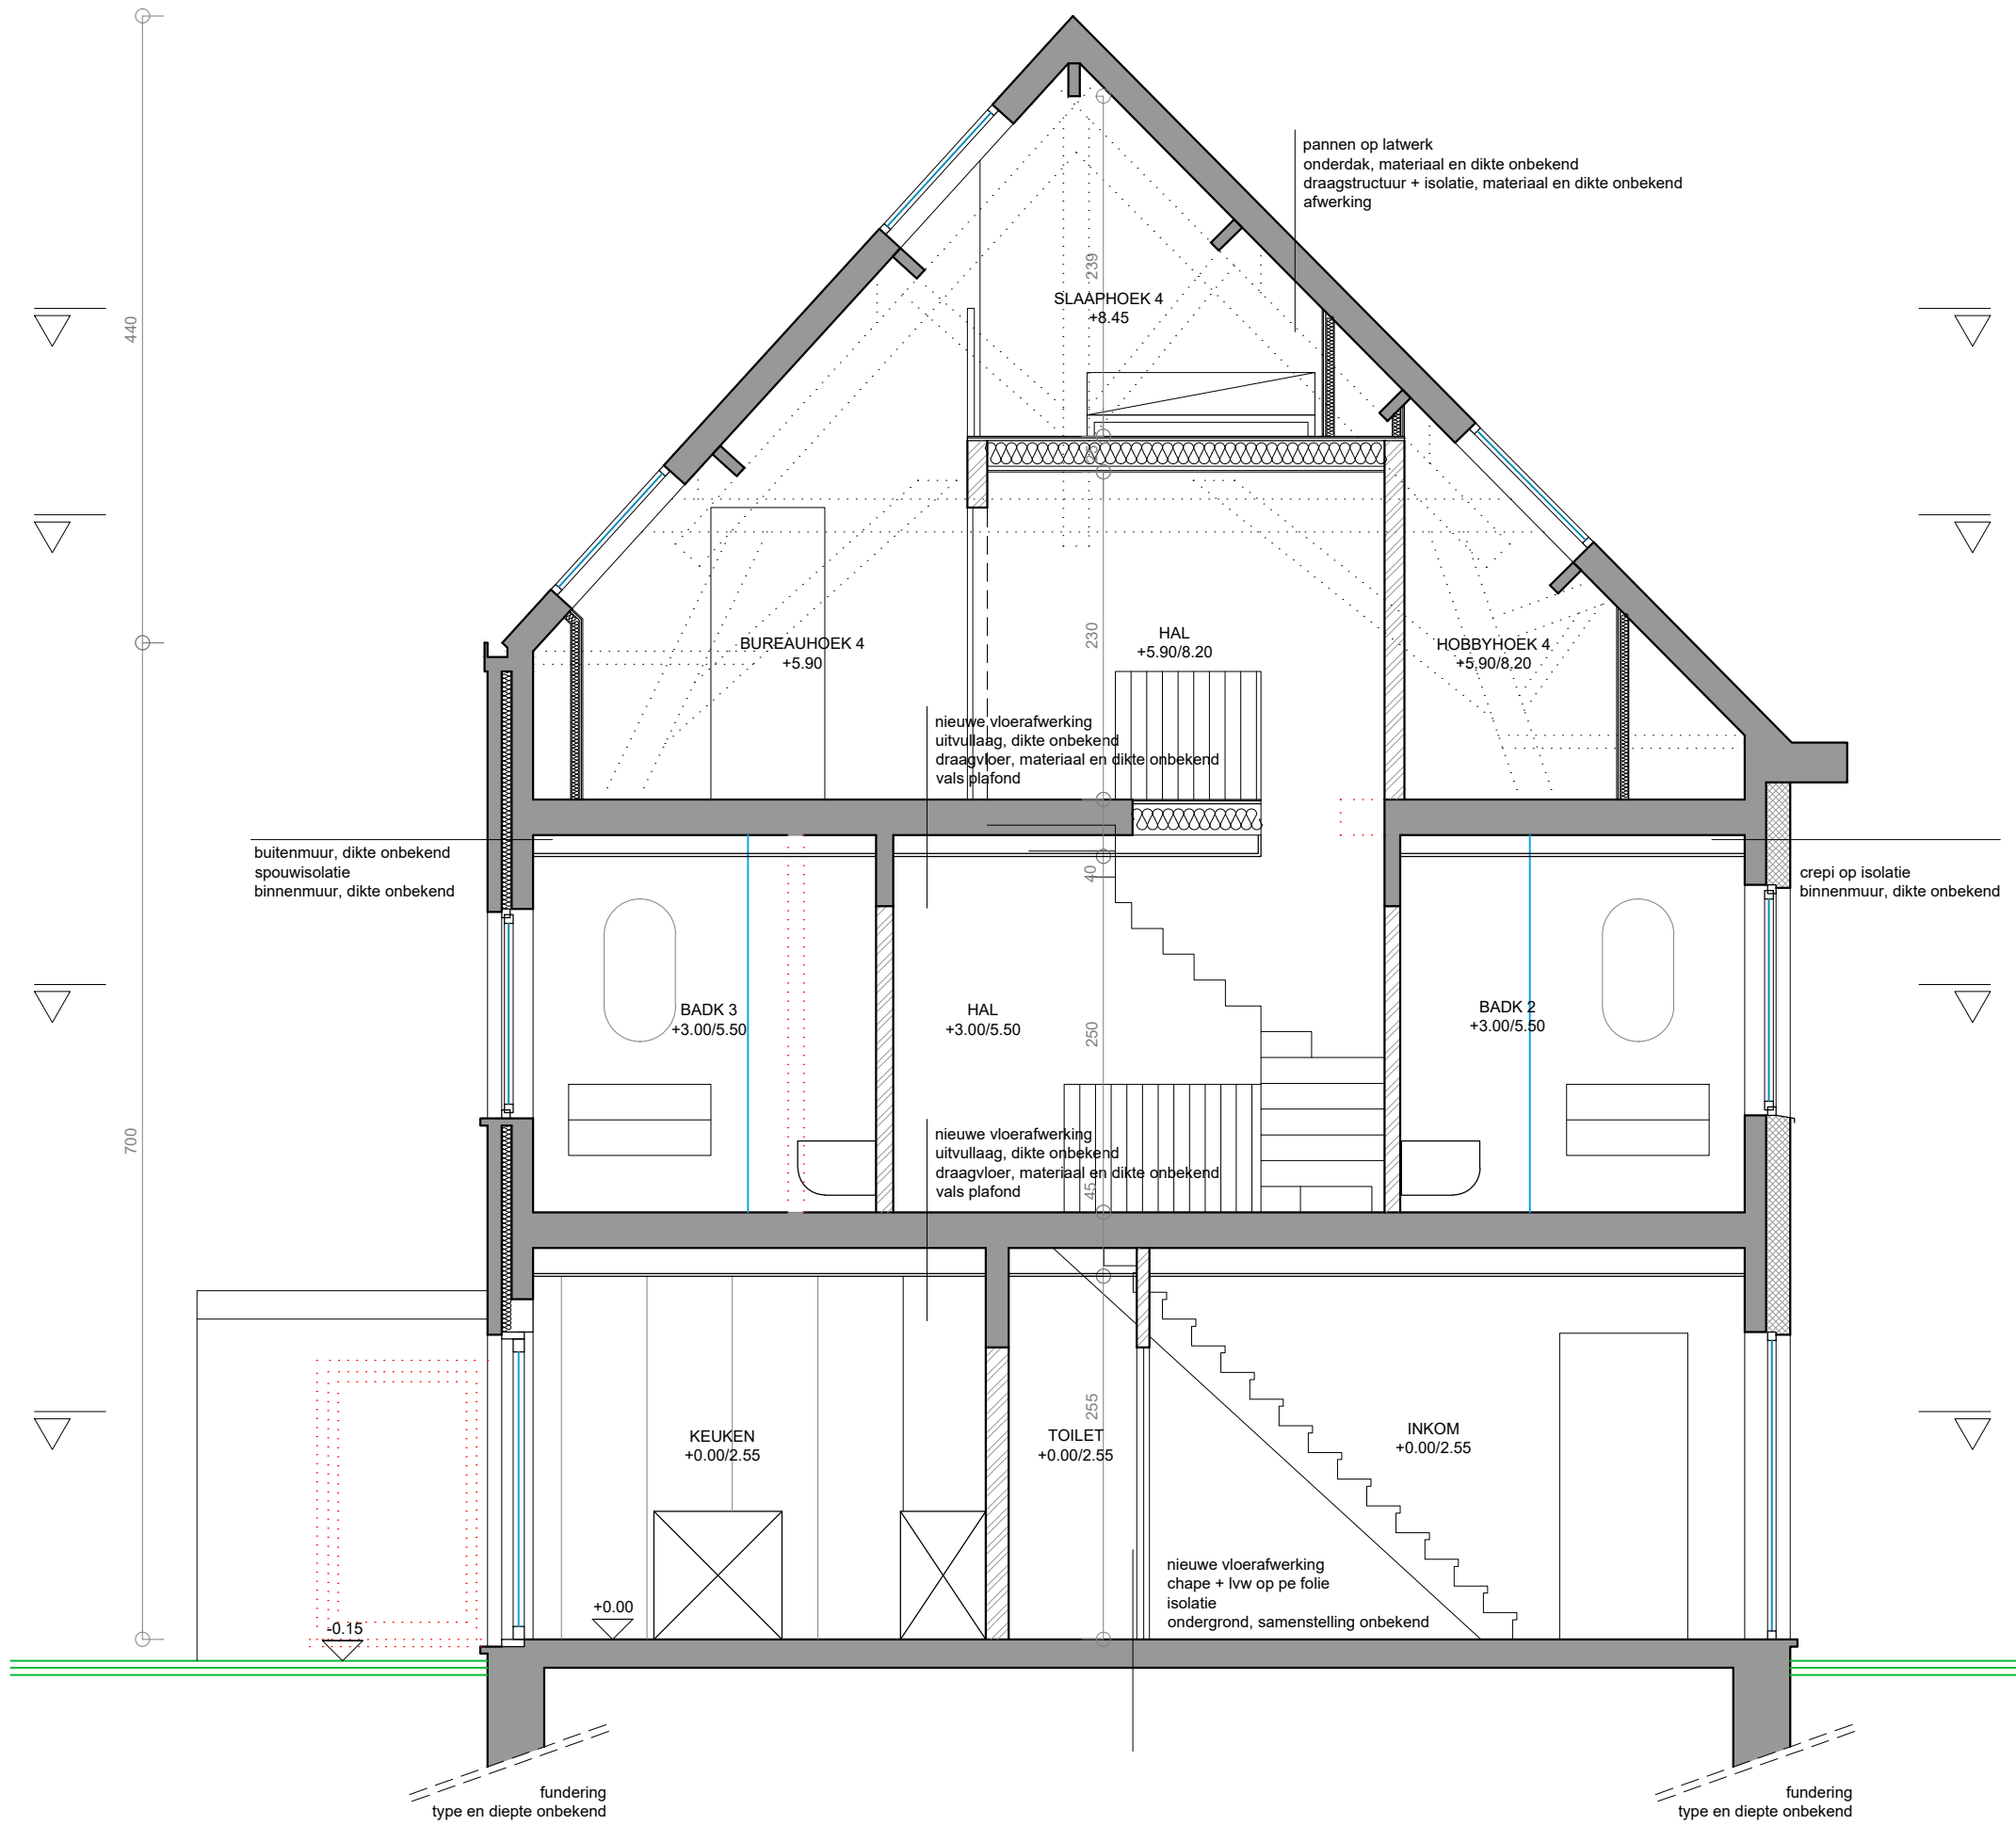 440
pannen op latwerk
onderdak, materiaal en dikte onbekend
draagstructuur + isolatie, materiaal en dikte onbekend
afwerking
239
SLAAPHOEK 4
+8.45
BUREAUHOEK 4
+5.90
230
HAL
+5.90/8.20
HOBBYHOEK 4
+5.90/8.20
nieuwe vloerafwerking
uitvullaag, dikte onbekend
draagvloer, materiaal en dikte onbekend
vals plafond
buitenmuur, dikte onbekend
spouwisolatie
binnenmuur, dikte onbekend
40
crepi op isolatie
binnenmuur, dikte onbekend
BADK 3
+3.00/5.50
HAL
+3.00/5.50
250
BADK 2
+3.00/5.50
700
nieuwe vloerafwerking
uitvullaag, dikte onbekend
draagvloer, materiaal en dikte onbekend
vals plafond
45
KEUKEN
+0.00/2.55
TOILET
+0.00/2.55
255
INKOM
+0.00/2.55
nieuwe vloerafwerking
chape + lvw op pe folie
isolatie
ondergrond, samenstelling onbekend
+0.00
-0.15
fundering
type en diepte onbekend
fundering
type en diepte onbekend